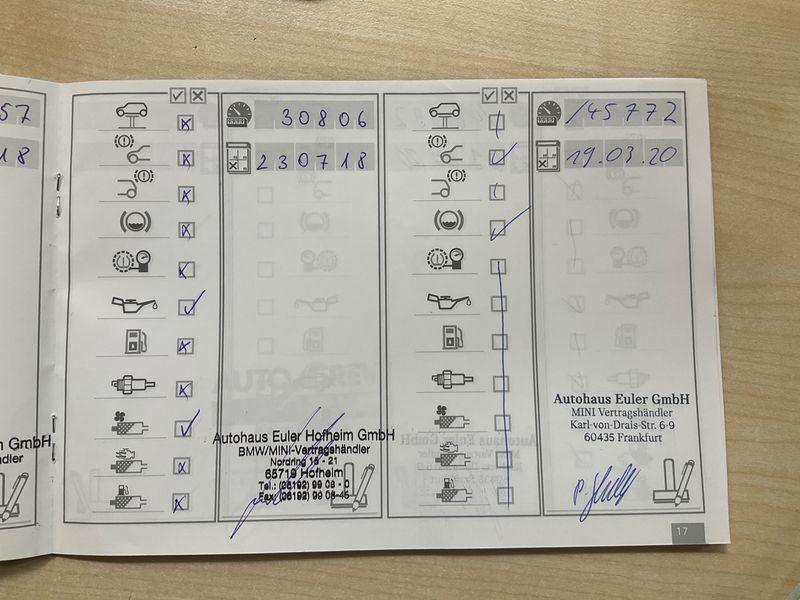 57
18
30806
230718
Autohaus Euler Hofheim GmbH
BMW/MINI-Vertragshändler
Nordring 15 - 21
65719 Hofheim
Tel.: (06192) 99 08 - 0
Fax (06192) 99 08-45
145772
19.03.20
Autohaus Euler GmbH
MINI Vertragshändler
Karl-von-Drais-Str. 6-9
60435 Frankfurt
m GmbH
dler
17